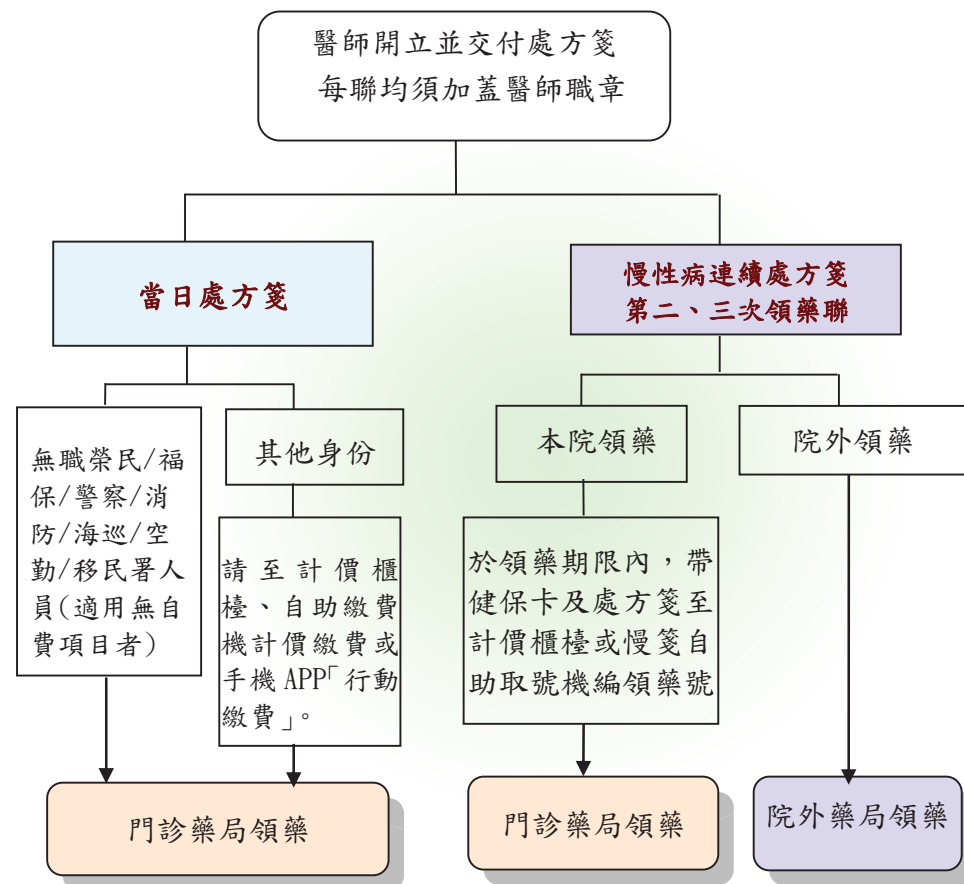 醫師開立並交付處方箋
每聯均須加蓋醫師職章
當日處方箋
慢性病連續處方箋
第二、三次領藥聯
無職榮民/福
保/警察/消
防/海巡/空
勤/移民署人
員(適用無自
費項目者)
其他身份
請至計價櫃
檯、自助繳費
機計價繳費或
手機 APP「行動
繳費」。
本院領藥
於領藥期限內，帶
健保卡及處方箋至
計價櫃檯或慢箋自
助取號機編領藥號
院外領藥
門診藥局領藥
門診藥局領藥
院外藥局領藥